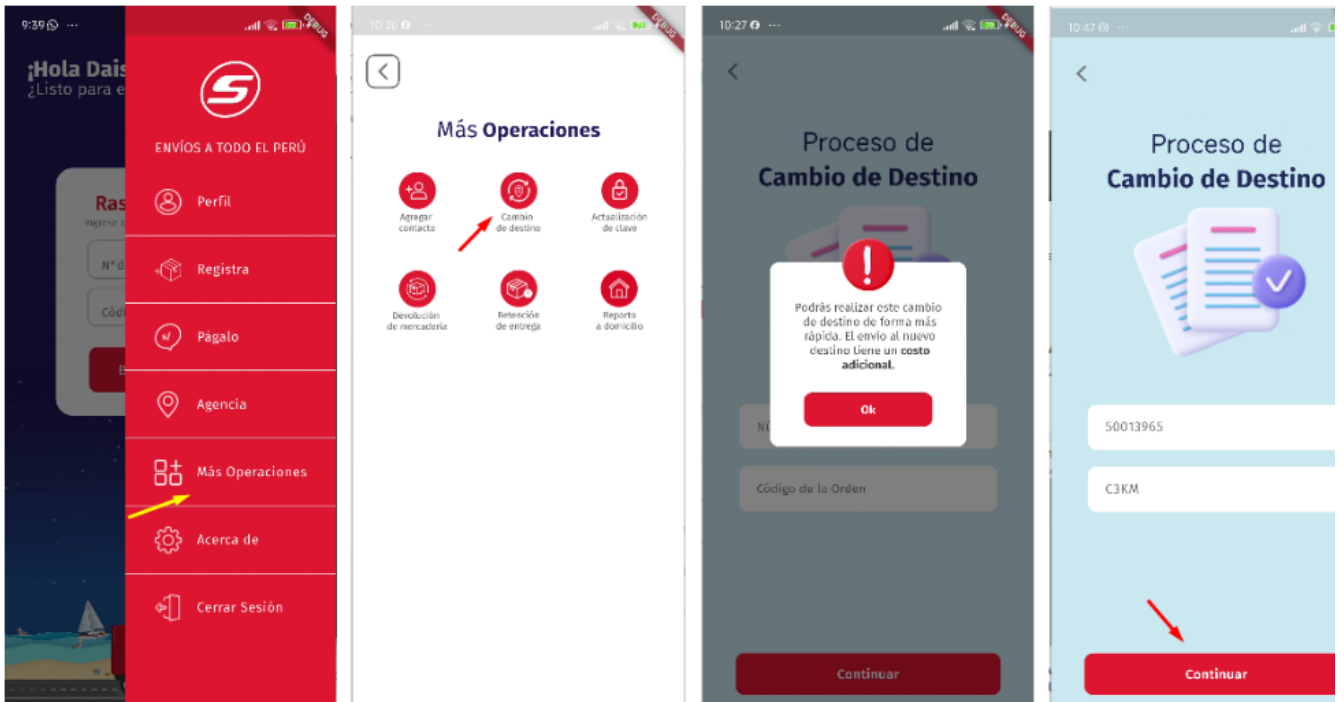 9:39
DEBUG
¡Hola Dais
¿Listo para e
S
ENVÍOS A TODO EL PERÚ
Ras
Ingrese
N° d
Códi
B
Perfil
Registra
s/ Págalo
Agencia
Más Operaciones
Acerca de
Cerrar Sesión
10:26
DEBUG
Más Operaciones
Agregar
contacto
Cambio
de destino
Actualización
de clave
Devolución
de mercadería
Retención
de entrega
Reparto
a domicilio
10:27
DEBUG
Proceso de
Cambio de Destino
Podrás realizar este cambio
de destino de forma más
rápida. El envío al nuevo
destino tiene un costo
adicional.
Ok
Nú
Código de la Orden
Continuar
10:47
Proceso de
Cambio de Destino
50013965
C3KM
Continuar